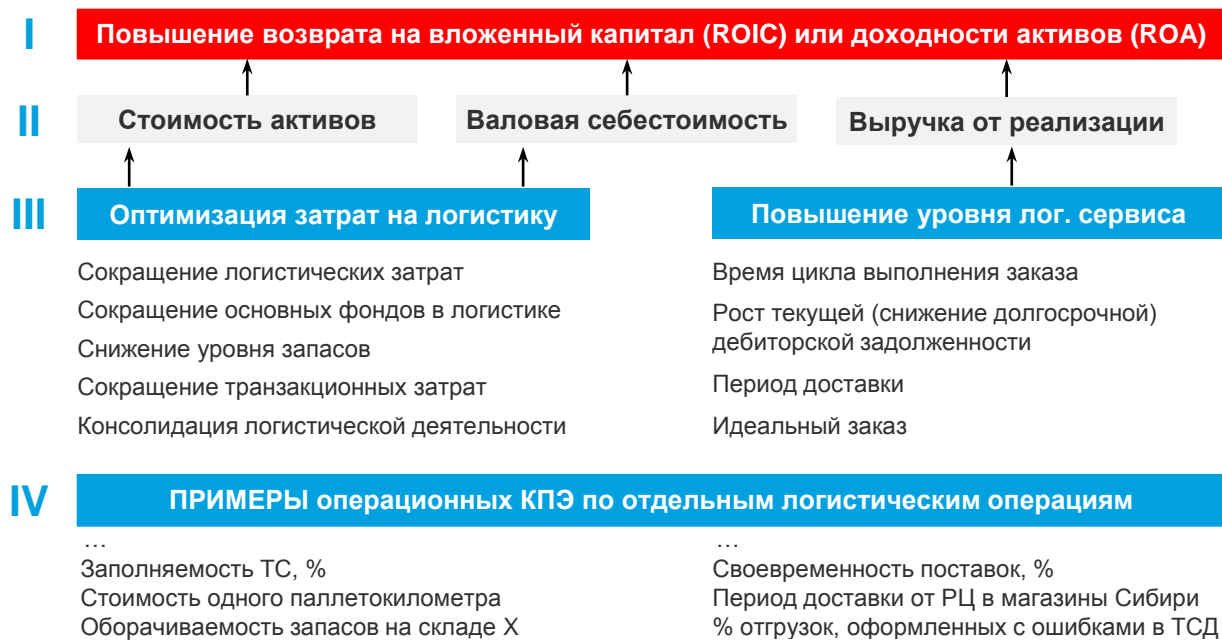 I
Повышение возврата на вложенный капитал (ROIC) или доходности активов (ROA)
II
Стоимость активов
Валовая себестоимость
Выручка от реализации
III
Оптимизация затрат на логистику
Сокращение логистических затрат
Сокращение основных фондов в логистике
Снижение уровня запасов
Сокращение транзакционных затрат
Консолидация логистической деятельности
Повышение уровня лог. сервиса
Время цикла выполнения заказа
Рост текущей (снижение долгосрочной)
дебиторской задолженности
Период доставки
Идеальный заказ
IV
ПРИМЕРЫ операционных КПЭ по отдельным логистическим операциям
…
Заполняемость ТС, %
Стоимость одного паллетокилометра
Оборачиваемость запасов на складе X
…
Своевременность поставок, %
Период доставки от РЦ в магазины Сибири
% отгрузок, оформленных с ошибками в ТСД